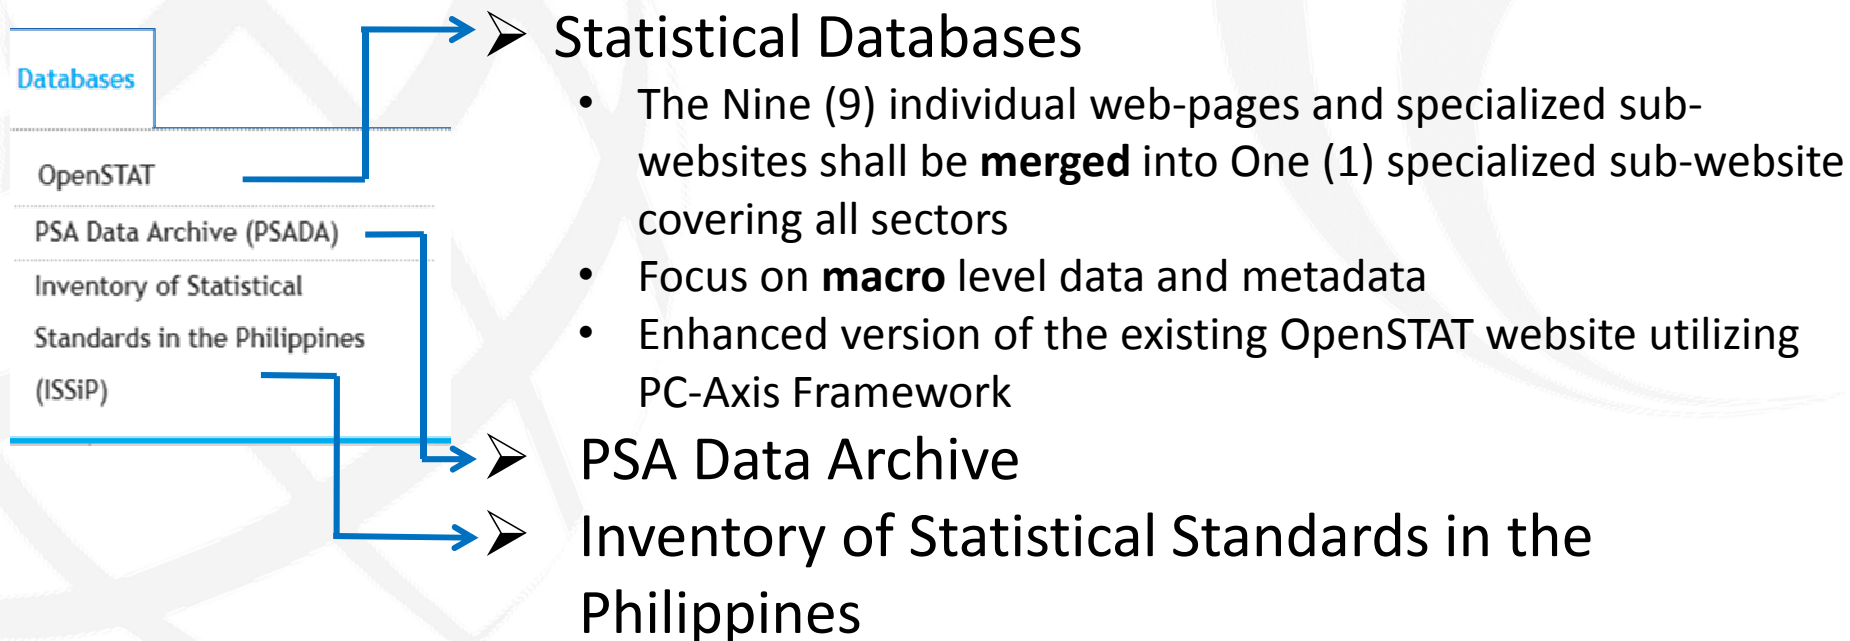 Databases
OpenSTAT
PSA Data Archive (PSADA)
Inventory of Statistical
Standards in the Philippines
(ISSiP)
Statistical Databases
• The Nine (9) individual web-pages and specialized sub-
websites shall be merged into One (1) specialized sub-website
covering all sectors
• Focus on macro level data and metadata
• Enhanced version of the existing OpenSTAT website utilizing
PC-Axis Framework
PSA Data Archive
Inventory of Statistical Standards in the
Philippines